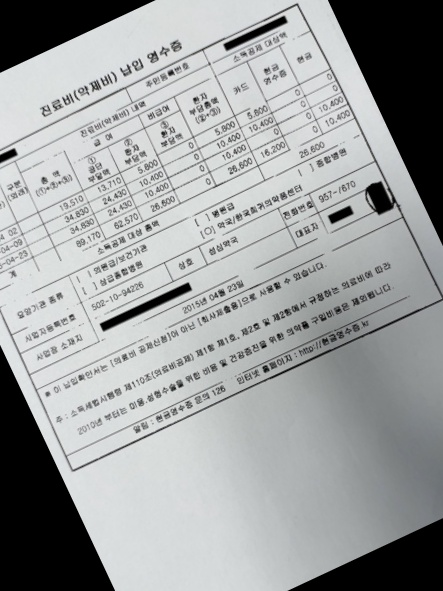 진료비(약제비) 납입 영수증
주민등록번호
진료비(약제비) 내역
소득공제 대상액
구분
총 액
(①+②+③)
급 여
비급여
환자
부담총액
(②+③)
카드
현금
영수증
현금
①
공단
부담액
②
환자
부담액
③
환자
부담액
02 19,510 13,710 5,800 0 5,800 5,800 0 0
04-09 34,830 24,430 10,400 0 10,400 10,400 0
34,830 24,430 10,400 0 10,400 0 10,400
계 89,170 62,570 26,600 0 26,600 16,200 10,400
소득공제 대상 총액 26,600
요양기관 종류
[ ] 의원급/보건기관
[ ] 병원급
[ ] 종합병원
[ ] 상급종합병원
[○] 약국/한국희귀의약품센터
사업자등록번호 502-10-94226 상호 성심약국 전화번호 957-/670
사업장 소재지
대표자
2015년 04월 23일
※ 이 납입확인서는 [의료비 공제신청]이 아닌 [회사제출용]으로 사용할 수 있습니다.
주 : 소득세법시행령 제110조(의료비공제) 제1항 제1호, 제2호 및 제2항에서 규정하는 의료비에 따라
2010년 부터는 미용.성형수술을 위한 비용 및 건강증진을 위한 의약품 구입비용은 제외됩니다.
알림 : 현금영수증 문의 126 인터넷 홈페이지 : http://현금영수증.kr